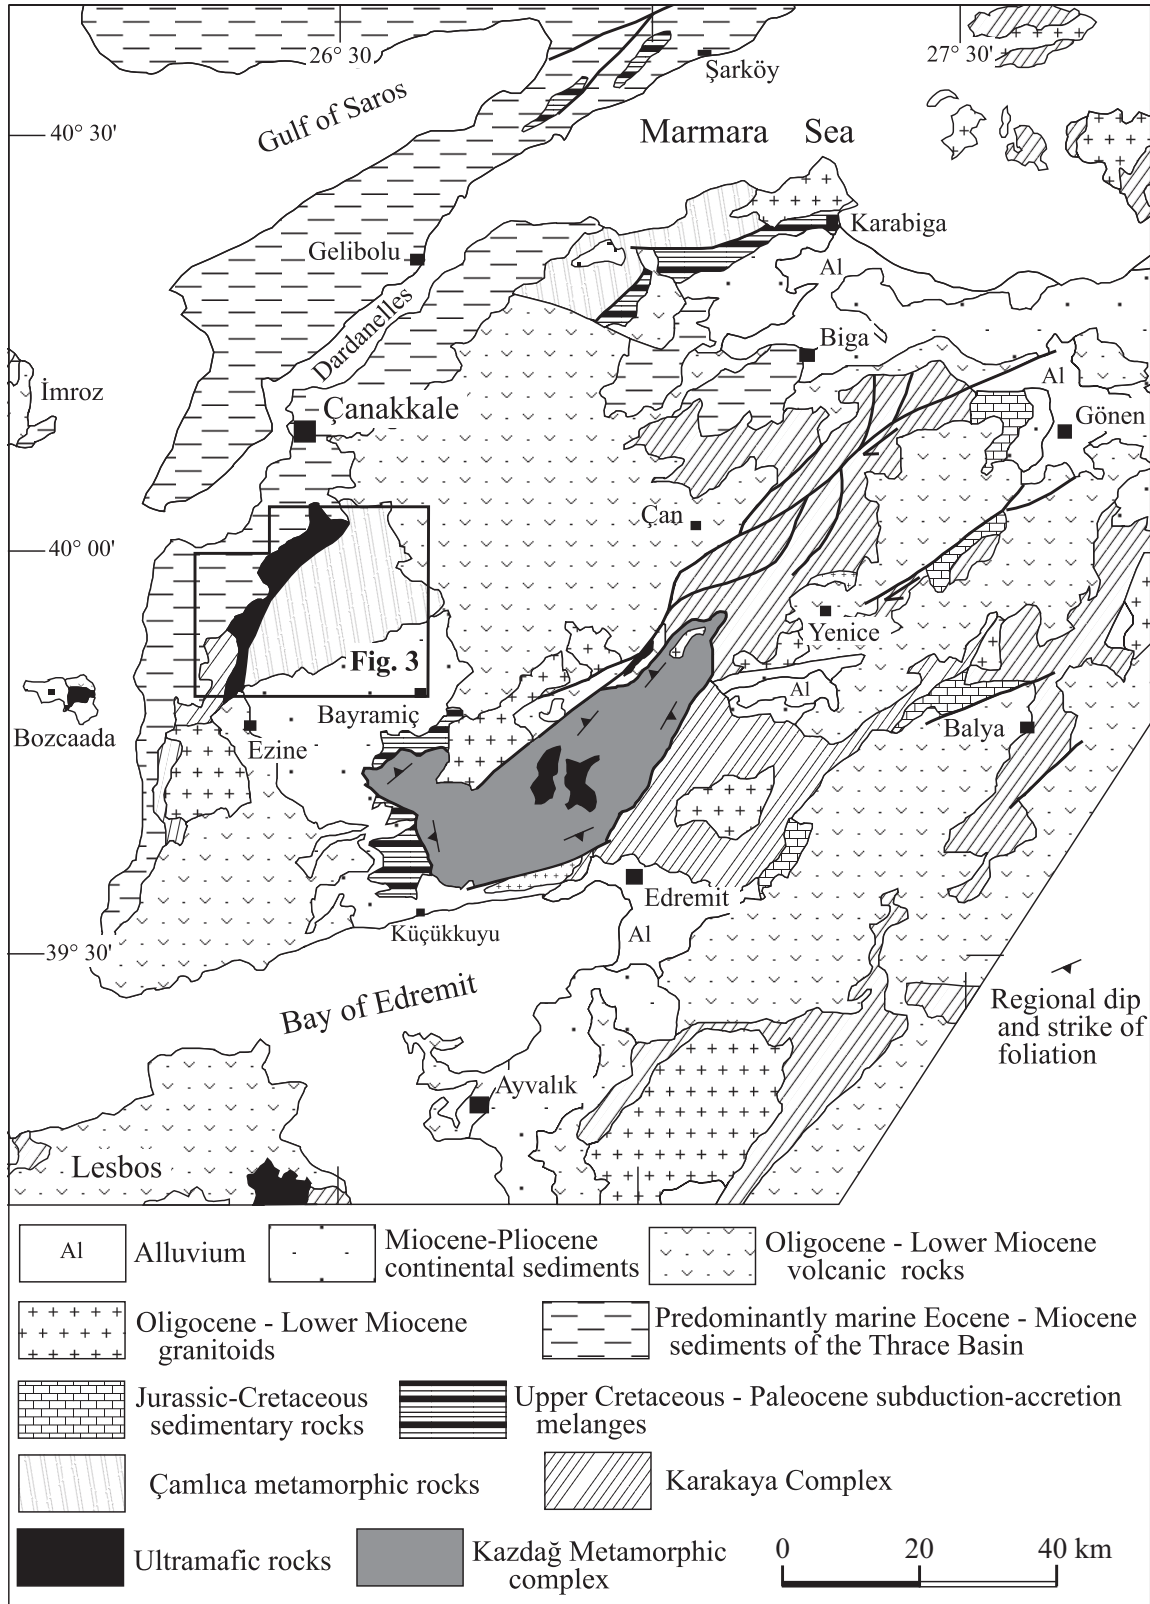 26° 30
27° 30'
Şarköy
Gulf of Saros
40° 30'
Marmara Sea
Karabiga
Gelibolu
Al
Dardanelles
Biga
İmroz
Al
Çanakkale
Gönen
Çan
40° 00'
Yenice
Fig. 3
Al
Bayramiç
Bozcaada
Ezine
Balya
Edremit
Küçükkuyu
Al
39° 30'
Bay of Edremit
Regional dip
and strike of
foliation
Ayvalık
Lesbos
Al
Alluvium
Miocene-Pliocene
continental sediments
Oligocene - Lower Miocene
volcanic rocks
Oligocene - Lower Miocene
granitoids
Predominantly marine Eocene - Miocene
sediments of the Thrace Basin
Jurassic-Cretaceous
sedimentary rocks
Upper Cretaceous - Paleocene subduction-accretion
melanges
Çamlıca metamorphic rocks
Karakaya Complex
Ultramafic rocks
Kazdağ Metamorphic
complex
0 20 40 km